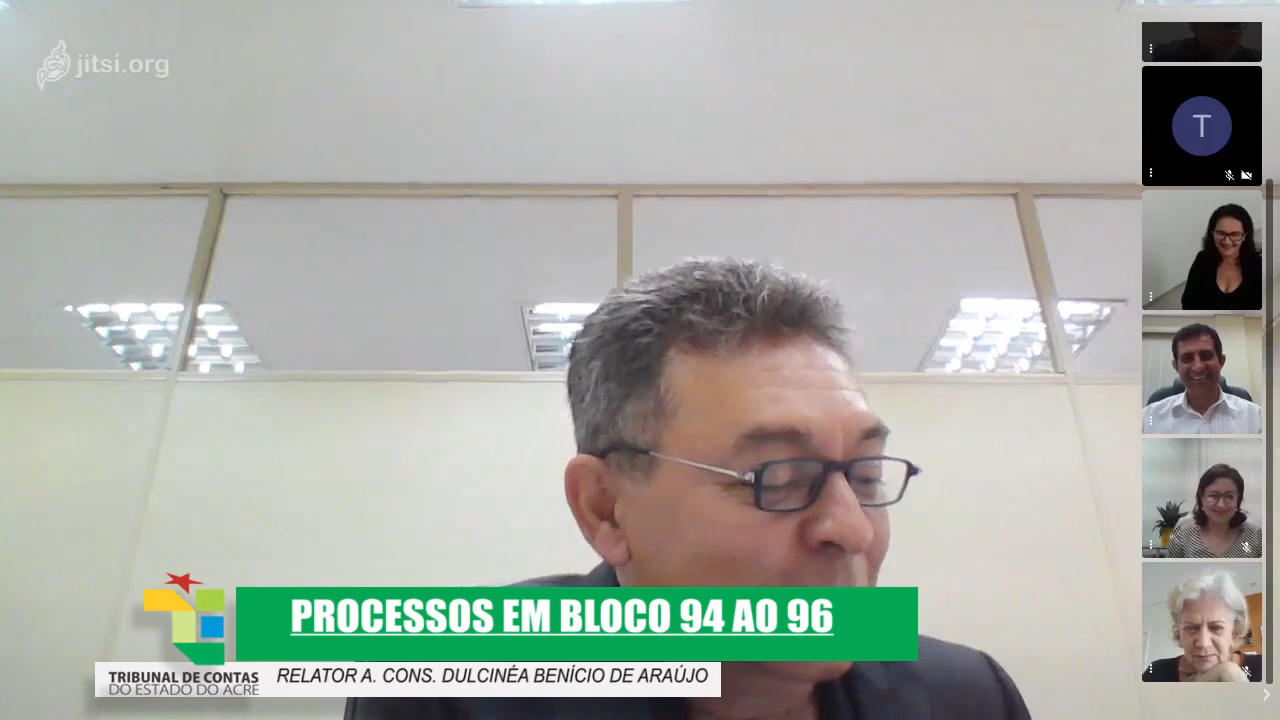 jitsi.org
T
PROCESSOS EM BLOCO 94 AO 96
TRIBUNAL DE CONTAS
DO ESTADO DO ACRE
RELATOR A. CONS. DULCINÉA BENÍCIO DE ARAÚJO